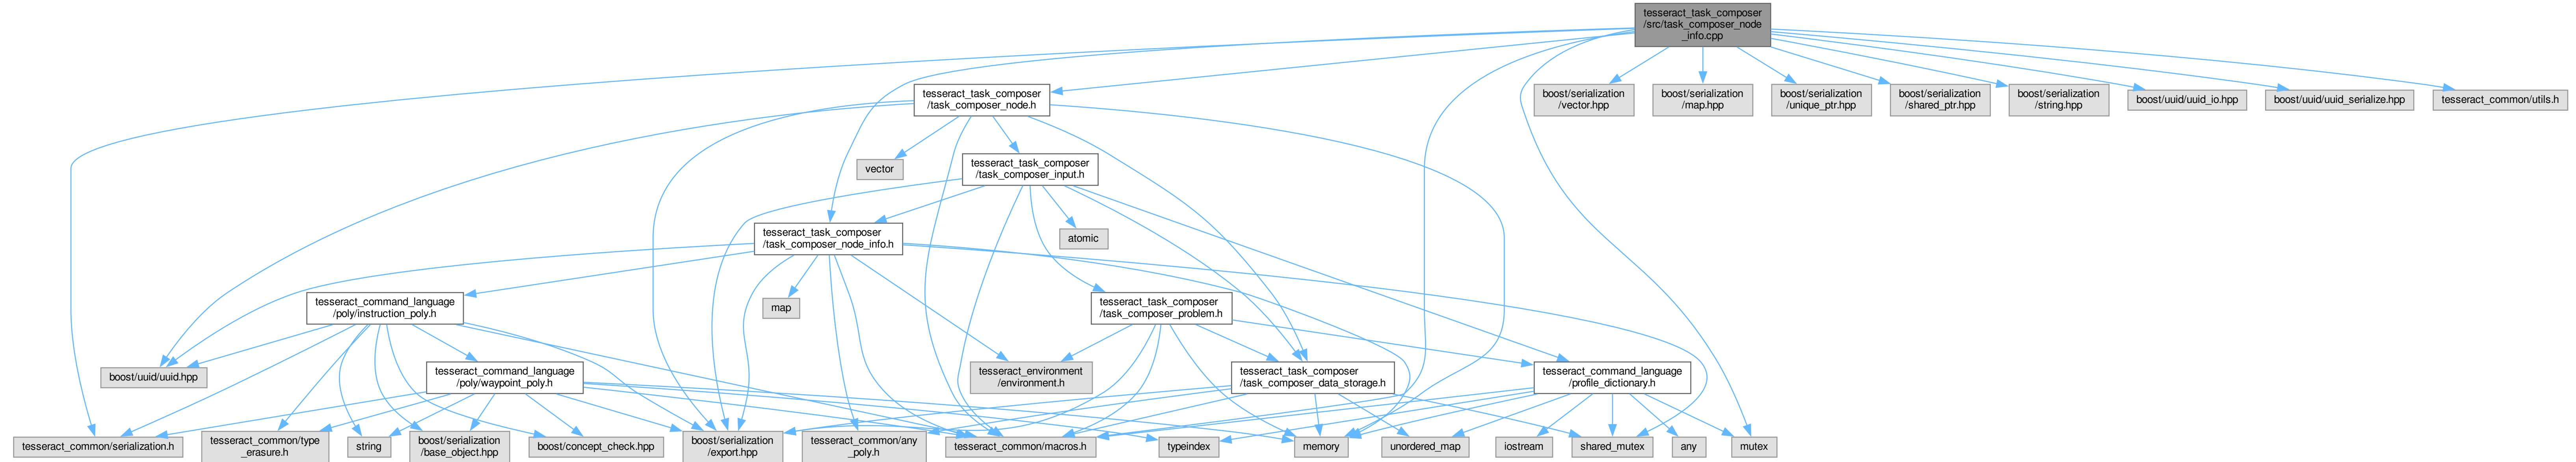 tesseract_task_composer
/src/task_composer_node
_info.cpp
tesseract_task_composer
/task_composer_node.h
boost/serialization
/vector.hpp
boost/serialization
/map.hpp
boost/serialization
/unique_ptr.hpp
boost/serialization
/shared_ptr.hpp
boost/serialization
/string.hpp
boost/uuid/uuid_io.hpp
boost/uuid/uuid_serialize.hpp
tesseract_common/utils.h
vector
tesseract_task_composer
/task_composer_input.h
tesseract_task_composer
/task_composer_node_info.h
atomic
tesseract_command_language
/poly/instruction_poly.h
map
tesseract_task_composer
/task_composer_problem.h
boost/uuid/uuid.hpp
tesseract_command_language
/poly/waypoint_poly.h
tesseract_environment
/environment.h
tesseract_task_composer
/task_composer_data_storage.h
tesseract_command_language
/profile_dictionary.h
tesseract_common/serialization.h
tesseract_common/type
_erasure.h
string
boost/serialization
/base_object.hpp
boost/concept_check.hpp
boost/serialization
/export.hpp
tesseract_common/any
_poly.h
tesseract_common/macros.h
typeindex
memory
unordered_map
iostream
shared_mutex
any
mutex